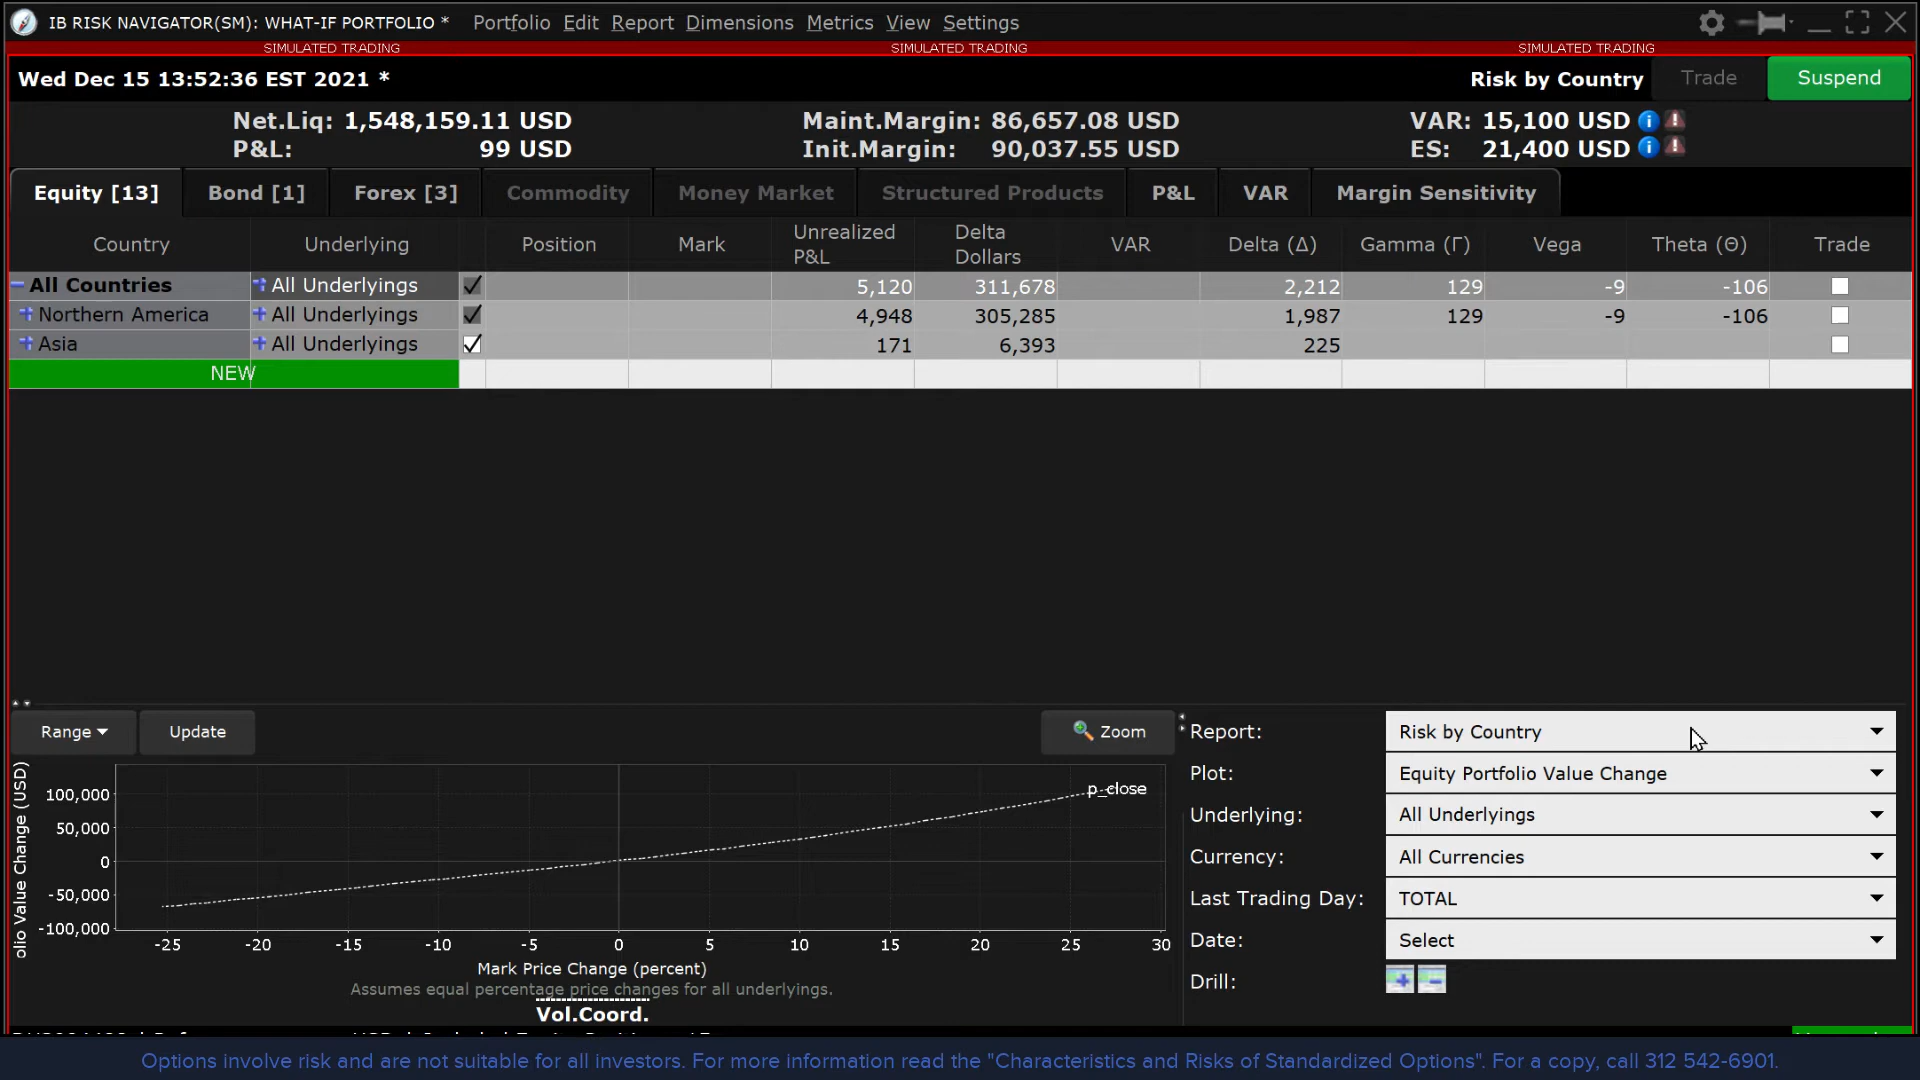 IB RISK NAVIGATOR(SM): WHAT-IF PORTFOLIO * Portfolio Edit Report Dimensions Metrics View Settings
SIMULATED TRADING SIMULATED TRADING SIMULATED TRADING
Wed Dec 15 13:52:36 EST 2021 * Risk by Country Trade Suspend
Net.Liq: 1,548,159.11 USD Maint.Margin: 86,657.08 USD VAR: 15,100 USD
P&L: 99 USD Init.Margin: 90,037.55 USD ES: 21,400 USD
Equity [13] Bond [1] Forex [3] Commodity Money Market Structured Products P&L VAR Margin Sensitivity
Country Underlying Position Mark Unrealized P&L Delta Dollars VAR Delta (Δ) Gamma (Γ) Vega Theta (Θ) Trade
All Countries All Underlyings 5,120 311,678 2,212 129 -9 -106
Northern America All Underlyings 4,948 305,285 1,987 129 -9 -106
Asia All Underlyings 171 6,393 225
NEW
Range Update Zoom
Report: Risk by Country
Plot: Equity Portfolio Value Change
Underlying: All Underlyings
Currency: All Currencies
Last Trading Day: TOTAL
Date: Select
Drill:
olio Value Change (USD)
p_close
100,000
50,000
0
-50,000
-100,000
-25 -20 -15 -10 -5 0 5 10 15 20 25 30
Mark Price Change (percent)
Assumes equal percentage price changes for all underlyings.
Vol.Coord.
Options involve risk and are not suitable for all investors. For more information read the "Characteristics and Risks of Standardized Options". For a copy, call 312 542-6901.